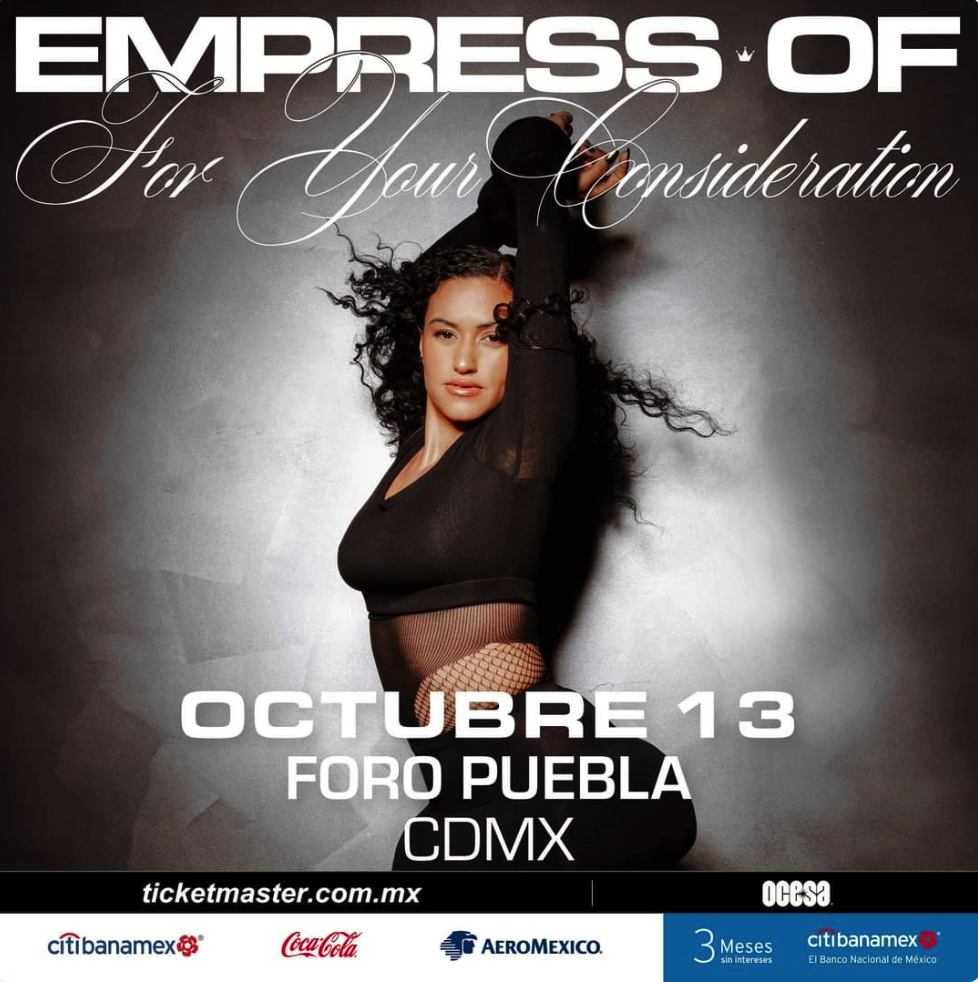 EMPRESS OF
For Your Consideration
OCTUBRE 13
FORO PUEBLA
CDMX
ticketmaster.com.mx ocesa
citibanamex Coca-Cola AEROMEXICO. 3 Meses sin intereses citibanamex El Banco Nacional de México